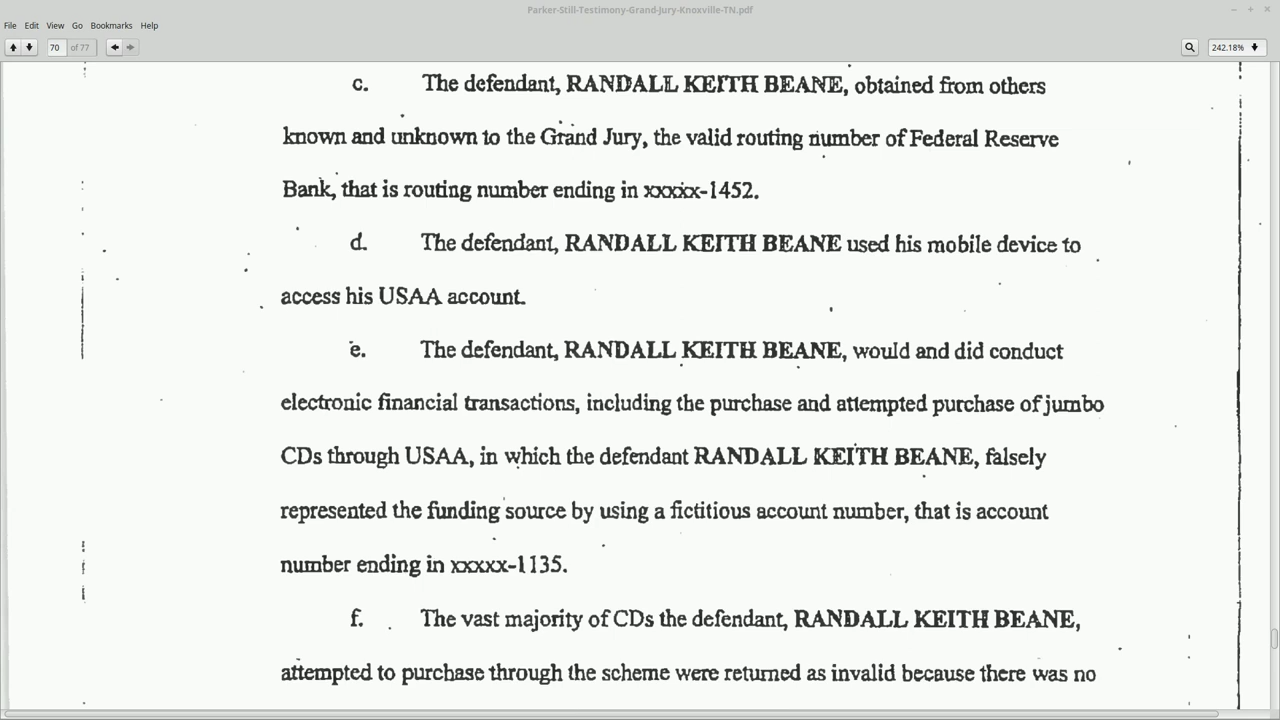 Parker-Still-Testimony-Grand-Jury-Knoxville-TN.pdf
File Edit View Go Bookmarks Help
70 of 77 242.18%
c. The defendant, RANDALL KEITH BEANE, obtained from others
known and unknown to the Grand Jury, the valid routing number of Federal Reserve
Bank, that is routing number ending in xxxxx-1452.
d. The defendant, RANDALL KEITH BEANE used his mobile device to
access his USAA account.
e. The defendant, RANDALL KEITH BEANE, would and did conduct
electronic financial transactions, including the purchase and attempted purchase of jumbo
CDs through USAA, in which the defendant RANDALL KEITH BEANE, falsely
represented the funding source by using a fictitious account number, that is account
number ending in xxxxx-1135.
f. The vast majority of CDs the defendant, RANDALL KEITH BEANE,
attempted to purchase through the scheme were returned as invalid because there was no